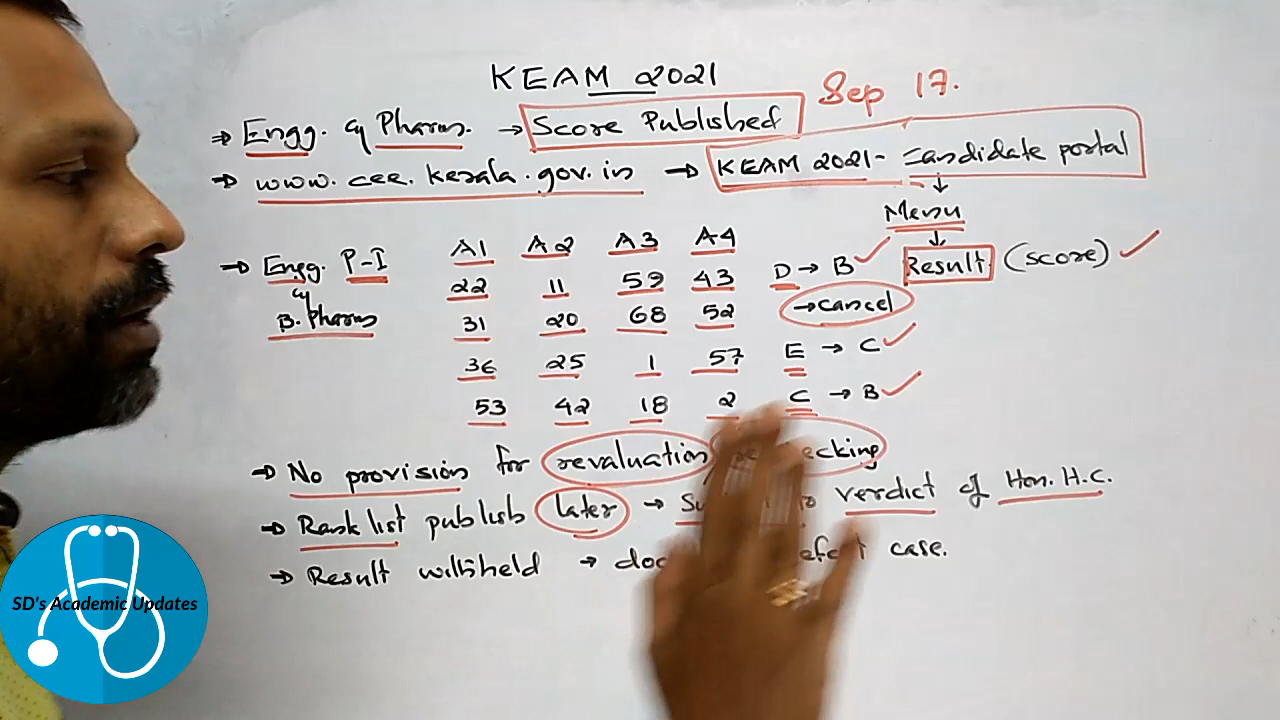 KEAM 2021
Sep 17.
⇒ Engg. & Pharm. → Score Published
⇒ www.cee.kerala.gov.in → KEAM 2021- Candidate portal
↓
Menu
↓
Result (score) ✓
⇒ Engg. P-I A1 A2 A3 A4
& 22 11 59 43 D → B ✓
B. Pharm 31 20 68 52 → cancel
36 25 1 57 E → C ✓
53 42 18 2 C → B ✓
⇒ No provision for revaluation
⇒ Rank list publish later → verdict of Hon. H.C.
⇒ Result withheld → case.
SD's Academic Updates